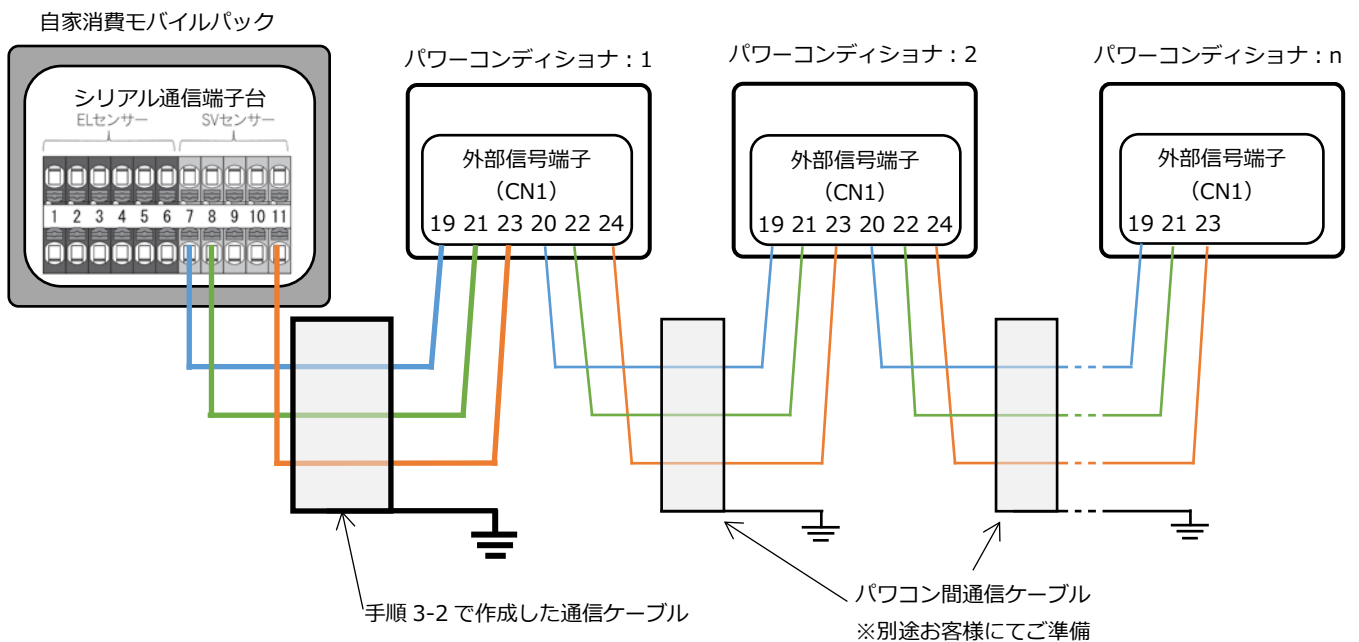 自家消費モバイルパック
パワーコンディショナ：1
パワーコンディショナ：2
パワーコンディショナ：n
シリアル通信端子台
ELセンサー SVセンサー
1 2 3 4 5 6 7 8 9 10 11
外部信号端子
（CN1）
19 21 23 20 22 24
外部信号端子
（CN1）
19 21 23 20 22 24
外部信号端子
（CN1）
19 21 23
手順 3-2 で作成した通信ケーブル
パワコン間通信ケーブル
※別途お客様にてご準備